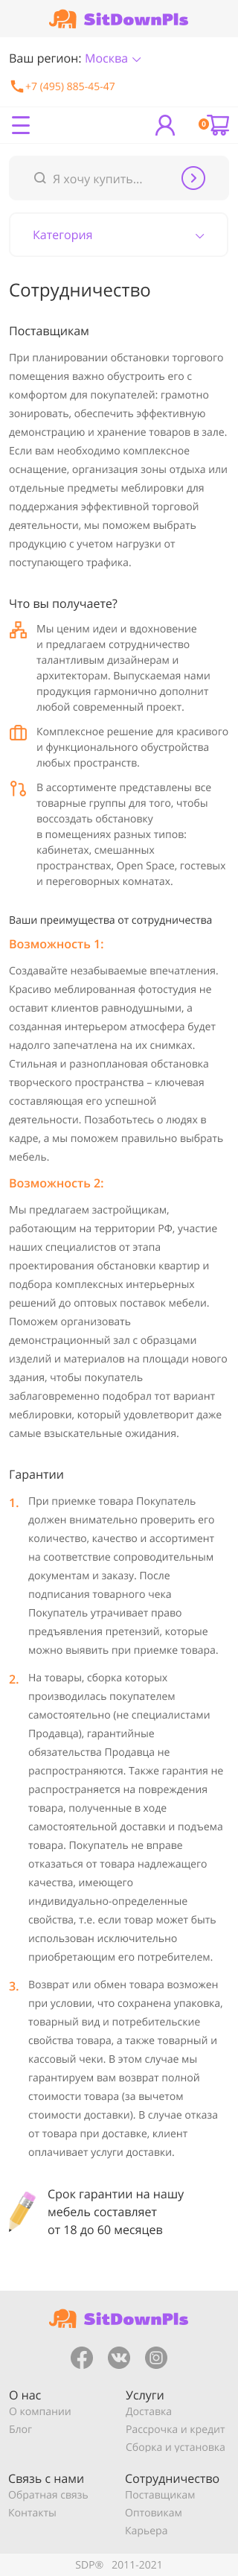 SitDownPls
Ваш регион: Москва
+7 (495) 885-45-47
0
Я хочу купить...
Категория
Сотрудничество
Поставщикам
При планировании обстановки торгового
помещения важно обустроить его с
комфортом для покупателей: грамотно
зонировать, обеспечить эффективную
демонстрацию и хранение товаров в зале.
Если вам необходимо комплексное
оснащение, организация зоны отдыха или
отдельные предметы меблировки для
поддержания эффективной торговой
деятельности, мы поможем выбрать
продукцию с учетом нагрузки от
поступающего трафика.
Что вы получаете?
Мы ценим идеи и вдохновение
и предлагаем сотрудничество
талантливым дизайнерам и
архитекторам. Выпускаемая нами
продукция гармонично дополнит
любой современный проект.
Комплексное решение для красивого
и функционального обустройства
любых пространств.
В ассортименте представлены все
товарные группы для того, чтобы
воссоздать обстановку
в помещениях разных типов:
кабинетах, смешанных
пространствах, Open Space, гостевых
и переговорных комнатах.
Ваши преимущества от сотрудничества
Возможность 1:
Создавайте незабываемые впечатления.
Красиво меблированная фотостудия не
оставит клиентов равнодушными, а
созданная интерьером атмосфера будет
надолго запечатлена на их снимках.
Стильная и разноплановая обстановка
творческого пространства – ключевая
составляющая его успешной
деятельности. Позаботьтесь о людях в
кадре, а мы поможем правильно выбрать
мебель.
Возможность 2:
Мы предлагаем застройщикам,
работающим на территории РФ, участие
наших специалистов от этапа
проектирования обстановки квартир и
подбора комплексных интерьерных
решений до оптовых поставок мебели.
Поможем организовать
демонстрационный зал с образцами
изделий и материалов на площади нового
здания, чтобы покупатель
заблаговременно подобрал тот вариант
меблировки, который удовлетворит даже
самые взыскательные ожидания.
Гарантии
1. При приемке товара Покупатель
должен внимательно проверить его
количество, качество и ассортимент
на соответствие сопроводительным
документам и заказу. После
подписания товарного чека
Покупатель утрачивает право
предъявления претензий, которые
можно выявить при приемке товара.
2. На товары, сборка которых
производилась покупателем
самостоятельно (не специалистами
Продавца), гарантийные
обязательства Продавца не
распространяются. Также гарантия не
распространяется на повреждения
товара, полученные в ходе
самостоятельной доставки и подъема
товара. Покупатель не вправе
отказаться от товара надлежащего
качества, имеющего
индивидуально-определенные
свойства, т.е. если товар может быть
использован исключительно
приобретающим его потребителем.
3. Возврат или обмен товара возможен
при условии, что сохранена упаковка,
товарный вид и потребительские
свойства товара, а также товарный и
кассовый чеки. В этом случае мы
гарантируем вам возврат полной
стоимости товара (за вычетом
стоимости доставки). В случае отказа
от товара при доставке, клиент
оплачивает услуги доставки.
Срок гарантии на нашу
мебель составляет
от 18 до 60 месяцев
SitDownPls
О нас
О компании
Блог
Услуги
Доставка
Рассрочка и кредит
Сборка и установка
Связь с нами
Обратная связь
Контакты
Сотрудничество
Поставщикам
Оптовикам
Карьера
SDP® 2011-2021